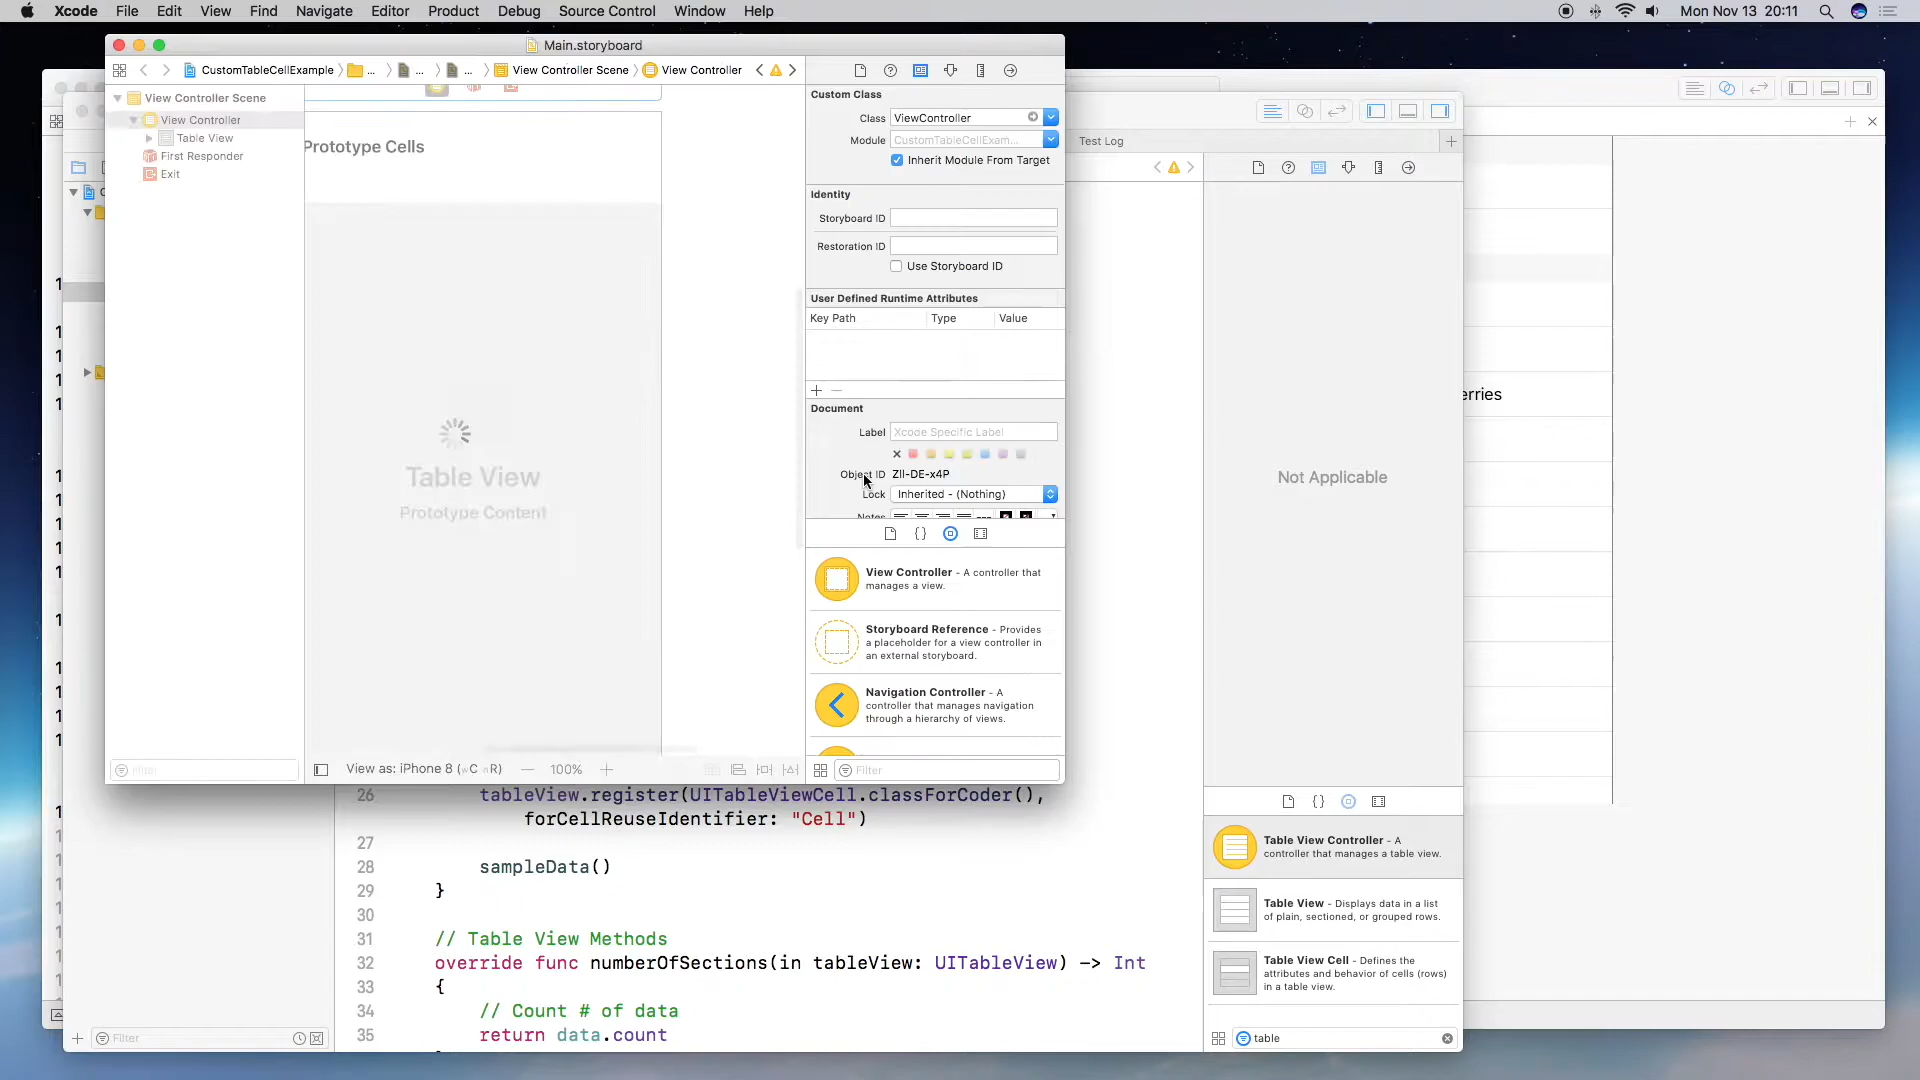 Xcode File Edit View Find Navigate Editor Product Debug Source Control Window Help
Mon Nov 13 20:11
Main.storyboard
CustomTableCellExample
...
...
...
View Controller Scene
View Controller
View Controller Scene
View Controller
Table View
First Responder
Exit
Filter
Prototype Cells
Table View
Prototype Content
View as: iPhone 8 (wC hR)
100%
Custom Class
Class ViewController
Module CustomTableCellExam...
Inherit Module From Target
Identity
Storyboard ID
Restoration ID
Use Storyboard ID
User Defined Runtime Attributes
Key Path Type Value
Document
Label Xcode Specific Label
Object ID ZII-DE-x4P
Lock Inherited - (Nothing)
Notes
View Controller - A controller that
manages a view.
Storyboard Reference - Provides
a placeholder for a view controller in
an external storyboard.
Navigation Controller - A
controller that manages navigation
through a hierarchy of views.
Filter
Test Log
erries
Not Applicable
Table View Controller - A
controller that manages a table view.
Table View - Displays data in a list
of plain, sectioned, or grouped rows.
Table View Cell - Defines the
attributes and behavior of cells (rows)
in a table view.
table
26 tableView.register(UITableViewCell.classForCoder(),
forCellReuseIdentifier: "Cell")
27
28 sampleData()
29 }
30
31 // Table View Methods
32 override func numberOfSections(in tableView: UITableView) -> Int
33 {
34 // Count # of data
35 return data.count
Filter